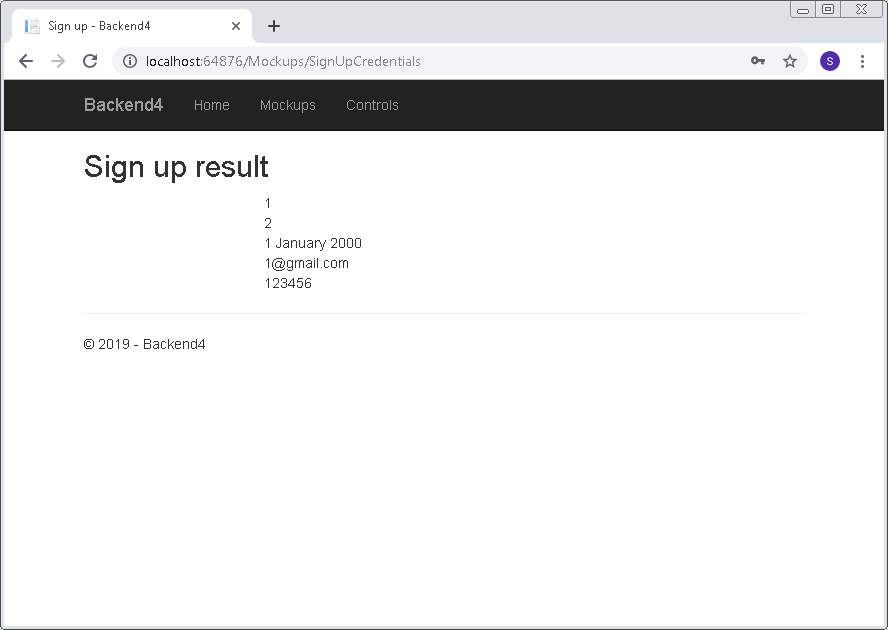 Sign up - Backend4
localhost:64876/Mockups/SignUpCredentials
S
Backend4 Home Mockups Controls
Sign up result
1
2
1 January 2000
1@gmail.com
123456
© 2019 - Backend4